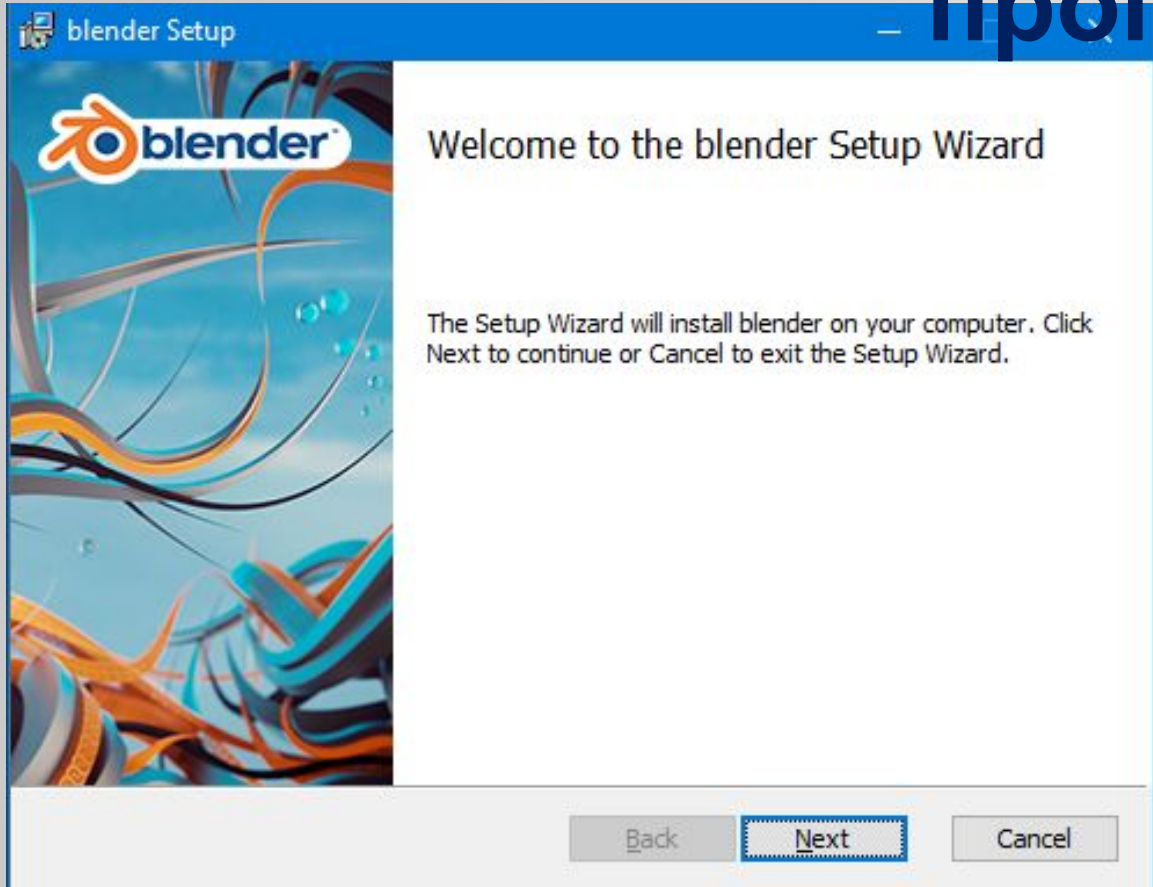 blender Setup
blender
Welcome to the blender Setup Wizard
The Setup Wizard will install blender on your computer. Click
Next to continue or Cancel to exit the Setup Wizard.
Back
Next
Cancel